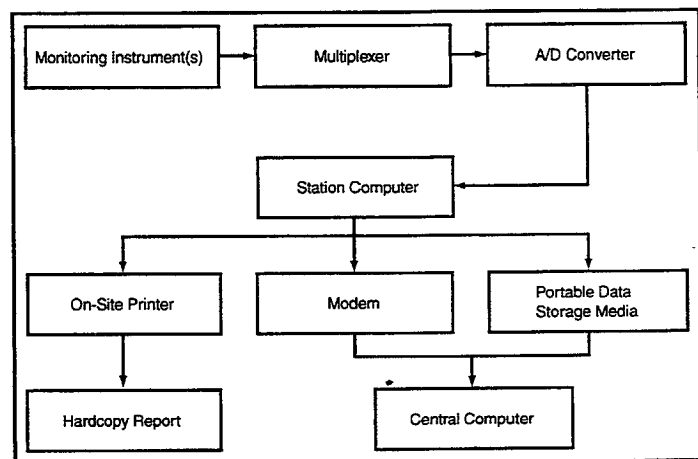 Monitoring Instrument(s)
Multiplexer
A/D Converter
Station Computer
On-Site Printer
Modem
Portable Data
Storage Media
Hardcopy Report
Central Computer